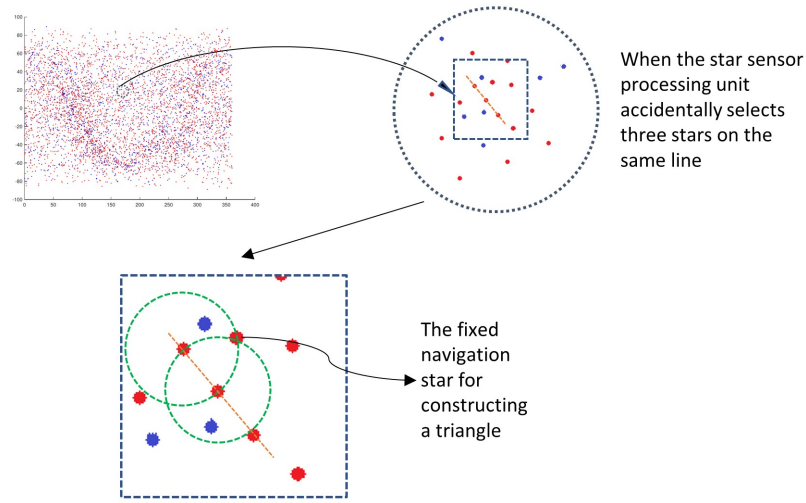 100
80
60
40
20
0
-20
-40
-60
-80
-100
0 50 100 150 200 250 300 350 400
When the star sensor
processing unit
accidentally selects
three stars on the
same line
The fixed
navigation
star for
constructing
a triangle